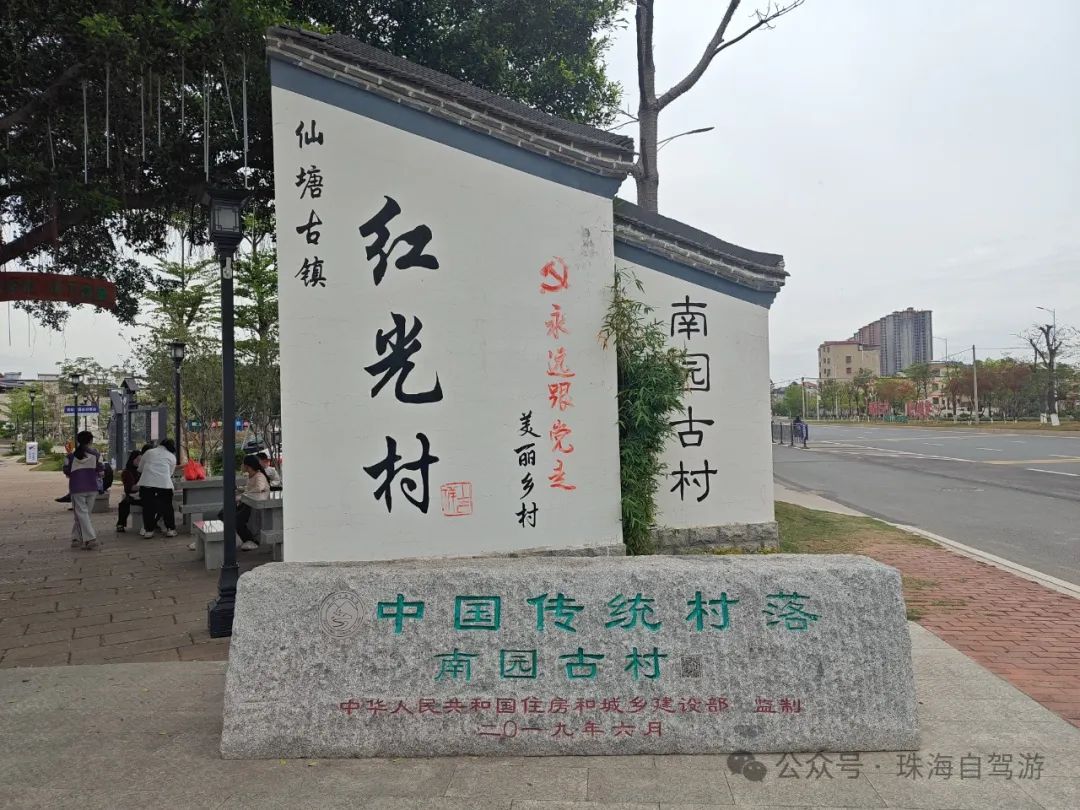 仙塘古镇
红光村
永远跟党走
美丽乡村
南园古村
中国传统村落
南园古村
中华人民共和国住房和城乡建设部 监制
二〇一九年六月
公众号·珠海自驾游